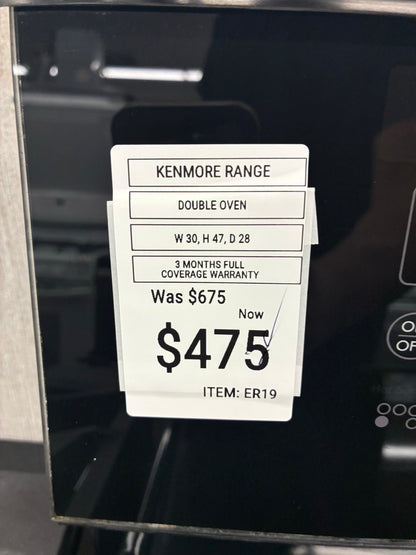 KENMORE RANGE
DOUBLE OVEN
W 30, H 47, D 28
3 MONTHS FULL
COVERAGE WARRANTY
Was $675
Now
$475
ITEM: ER19